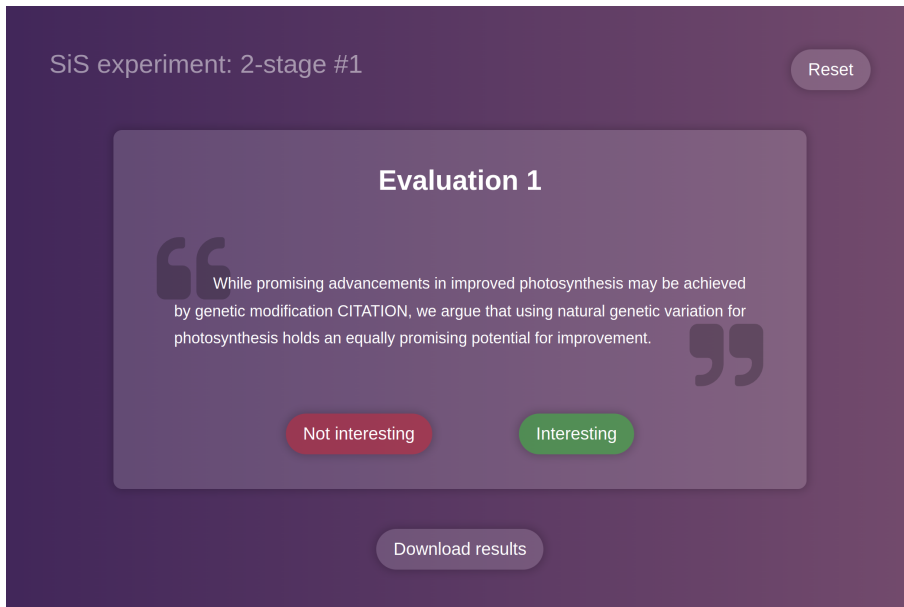 SiS experiment: 2-stage #1
Reset
Evaluation 1
While promising advancements in improved photosynthesis may be achieved
by genetic modification CITATION, we argue that using natural genetic variation for
photosynthesis holds an equally promising potential for improvement.
Not interesting
Interesting
Download results